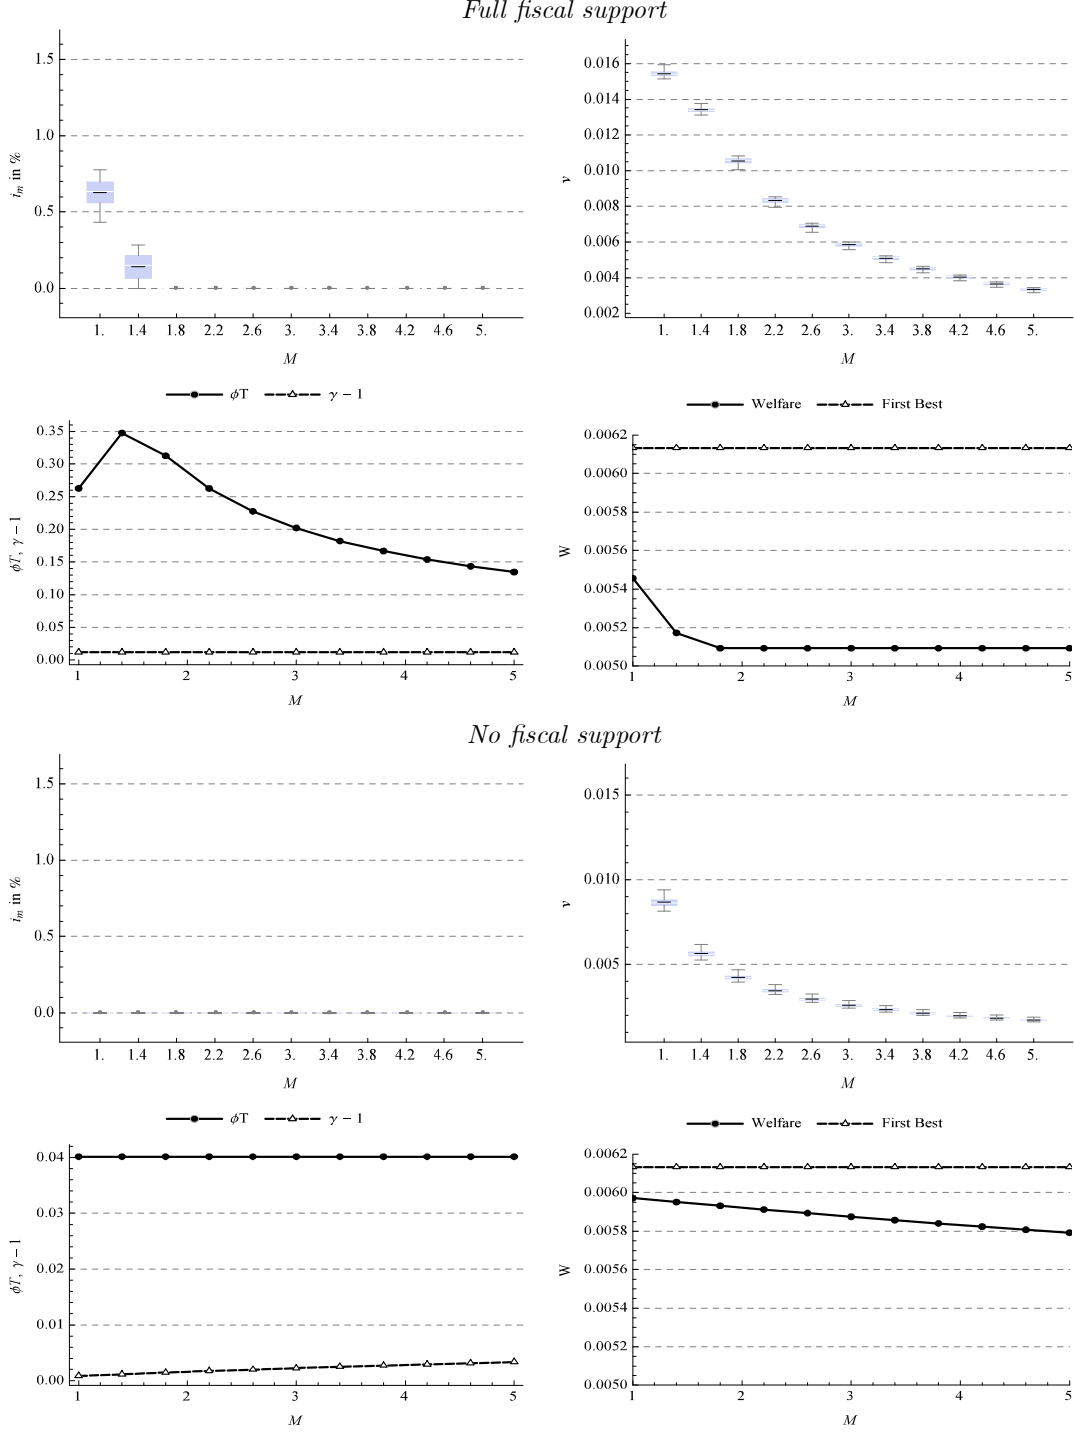 Full fiscal support
1.5
1.0
0.5
0.0
i_m in %
1. 1.4 1.8 2.2 2.6 3. 3.4 3.8 4.2 4.6 5.
M
0.016
0.014
0.012
0.010
0.008
0.006
0.004
0.002
v
1. 1.4 1.8 2.2 2.6 3. 3.4 3.8 4.2 4.6 5.
M
ϕT γ − 1
0.35
0.30
0.25
0.20
0.15
0.10
0.05
0.00
ϕT, γ − 1
1 2 3 4 5
M
Welfare First Best
0.0062
0.0060
0.0058
0.0056
0.0054
0.0052
0.0050
W
1 2 3 4 5
M
No fiscal support
1.5
1.0
0.5
0.0
i_m in %
1. 1.4 1.8 2.2 2.6 3. 3.4 3.8 4.2 4.6 5.
M
0.015
0.010
0.005
v
1. 1.4 1.8 2.2 2.6 3. 3.4 3.8 4.2 4.6 5.
M
ϕT γ − 1
0.04
0.03
0.02
0.01
0.00
ϕT, γ − 1
1 2 3 4 5
M
Welfare First Best
0.0062
0.0060
0.0058
0.0056
0.0054
0.0052
0.0050
W
1 2 3 4 5
M